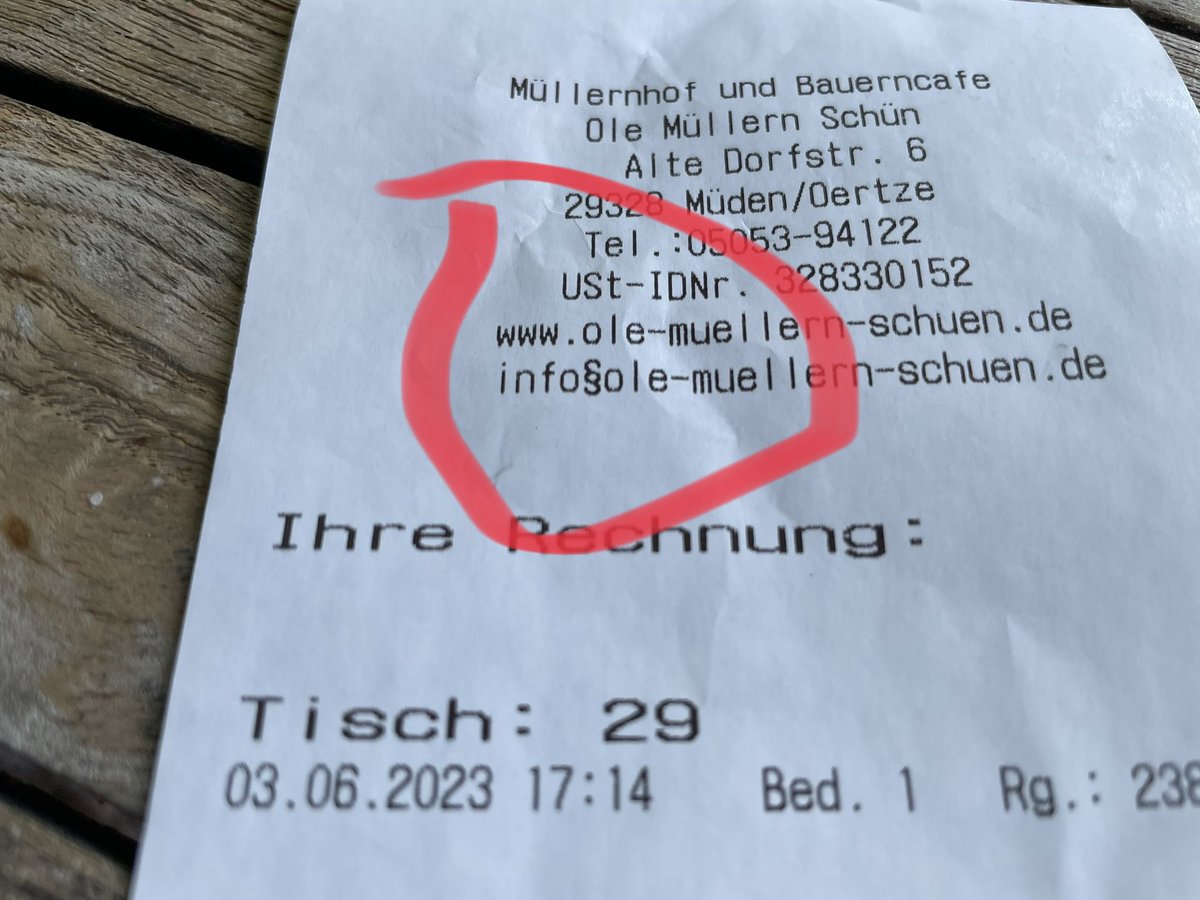 Müllernhof und Bauerncafe
Ole Müllern Schün
Alte Dorfstr. 6
29328 Müden/Oertze
Tel.:05053-94122
USt-IDNr. 328330152
www.ole-muellern-schuen.de
info§ole-muellern-schuen.de
Ihre Rechnung:
Tisch: 29
03.06.2023 17:14 Bed. 1 Rg.: 238